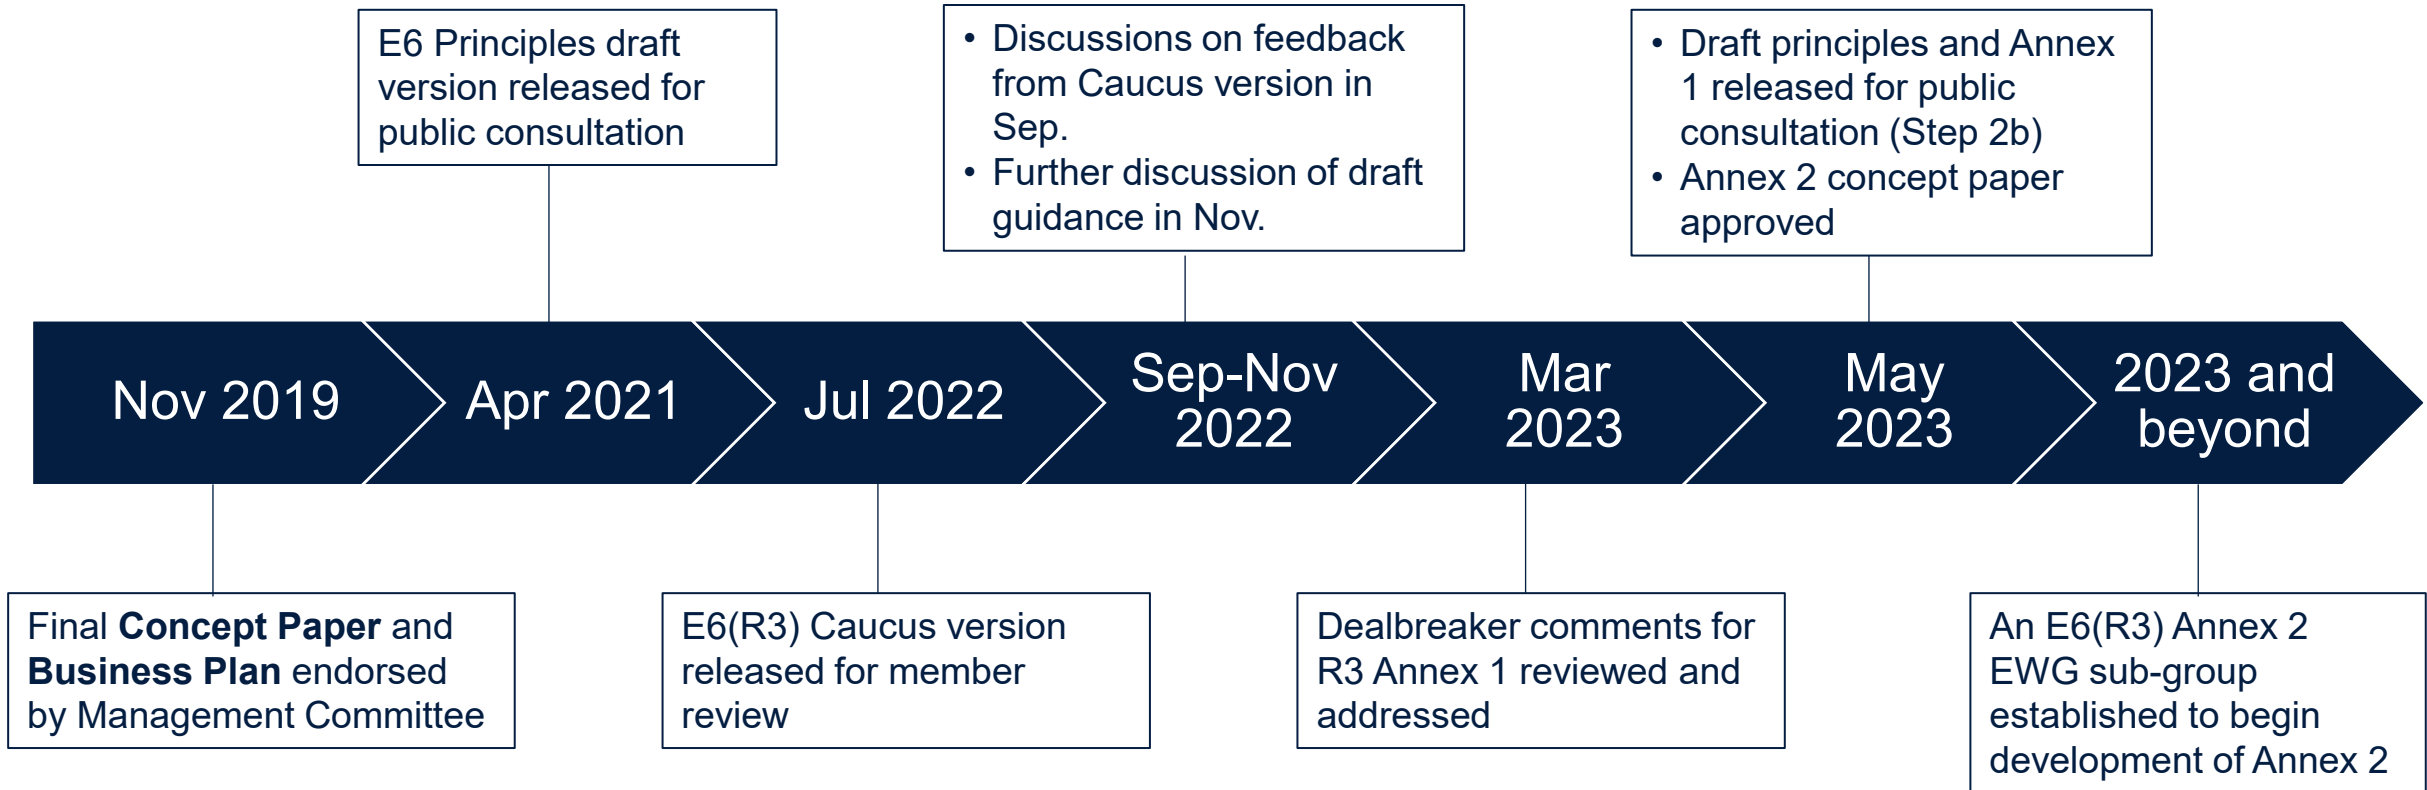 E6 Principles draft
version released for
public consultation
• Discussions on feedback
from Caucus version in
Sep.
• Further discussion of draft
guidance in Nov.
• Draft principles and Annex
1 released for public
consultation (Step 2b)
• Annex 2 concept paper
approved
Nov 2019
Apr 2021
Jul 2022
Sep-Nov
2022
Mar
2023
May
2023
2023 and
beyond
Final Concept Paper and
Business Plan endorsed
by Management Committee
E6(R3) Caucus version
released for member
review
Dealbreaker comments for
R3 Annex 1 reviewed and
addressed
An E6(R3) Annex 2
EWG sub-group
established to begin
development of Annex 2